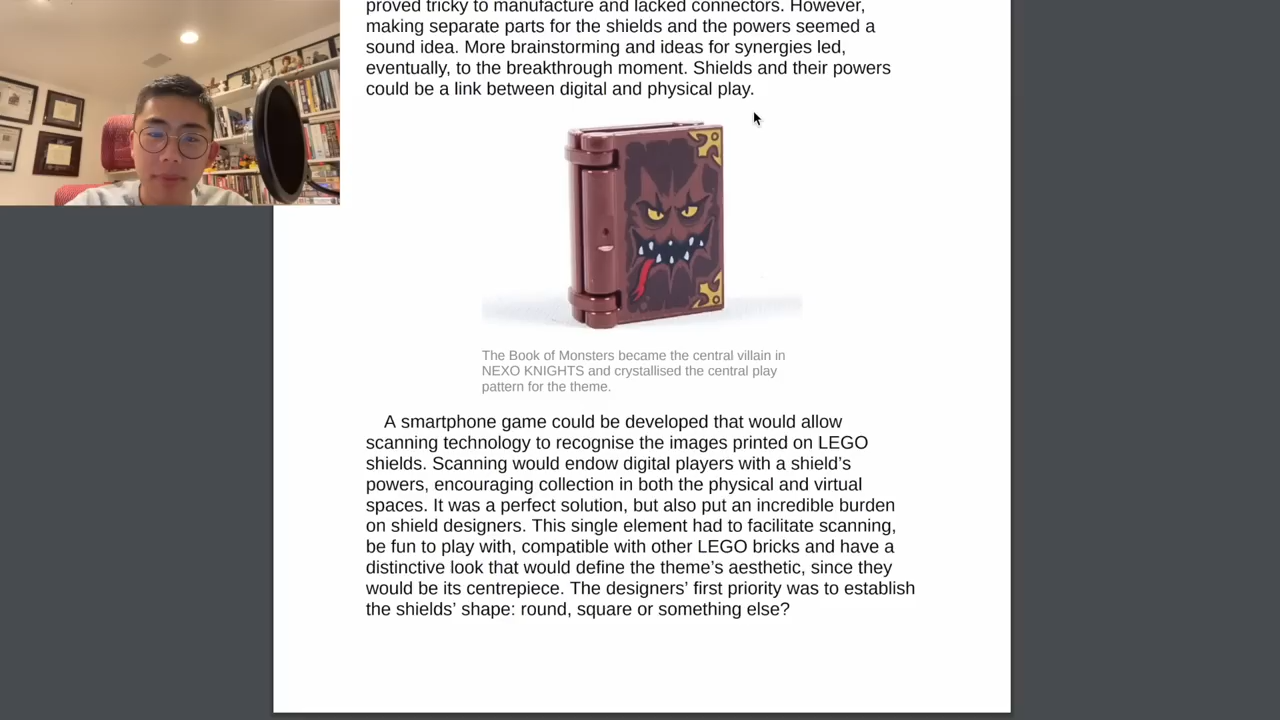 proved tricky to manufacture and lacked connectors. However,
making separate parts for the shields and the powers seemed a
sound idea. More brainstorming and ideas for synergies led,
eventually, to the breakthrough moment. Shields and their powers
could be a link between digital and physical play.
The Book of Monsters became the central villain in
NEXO KNIGHTS and crystallised the central play
pattern for the theme.
A smartphone game could be developed that would allow
scanning technology to recognise the images printed on LEGO
shields. Scanning would endow digital players with a shield’s
powers, encouraging collection in both the physical and virtual
spaces. It was a perfect solution, but also put an incredible burden
on shield designers. This single element had to facilitate scanning,
be fun to play with, compatible with other LEGO bricks and have a
distinctive look that would define the theme’s aesthetic, since they
would be its centrepiece. The designers’ first priority was to establish
the shields’ shape: round, square or something else?